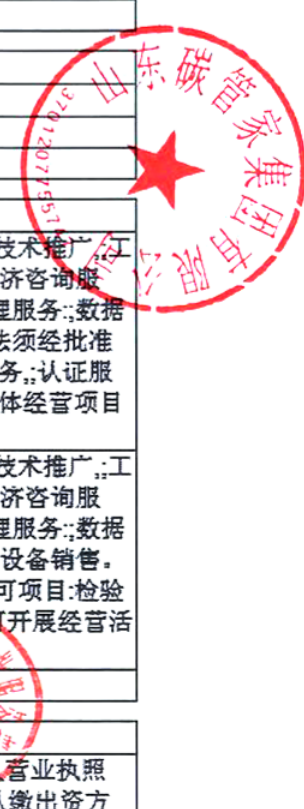 山东碳管家集团有限公司
技术推广;工
济咨询服
理服务;数据
法须经批准
务;认证服
体经营项目
技术推广;工
济咨询服
理服务;数据
设备销售。
可项目:检验
可开展经营活
营业执照
认缴出资方